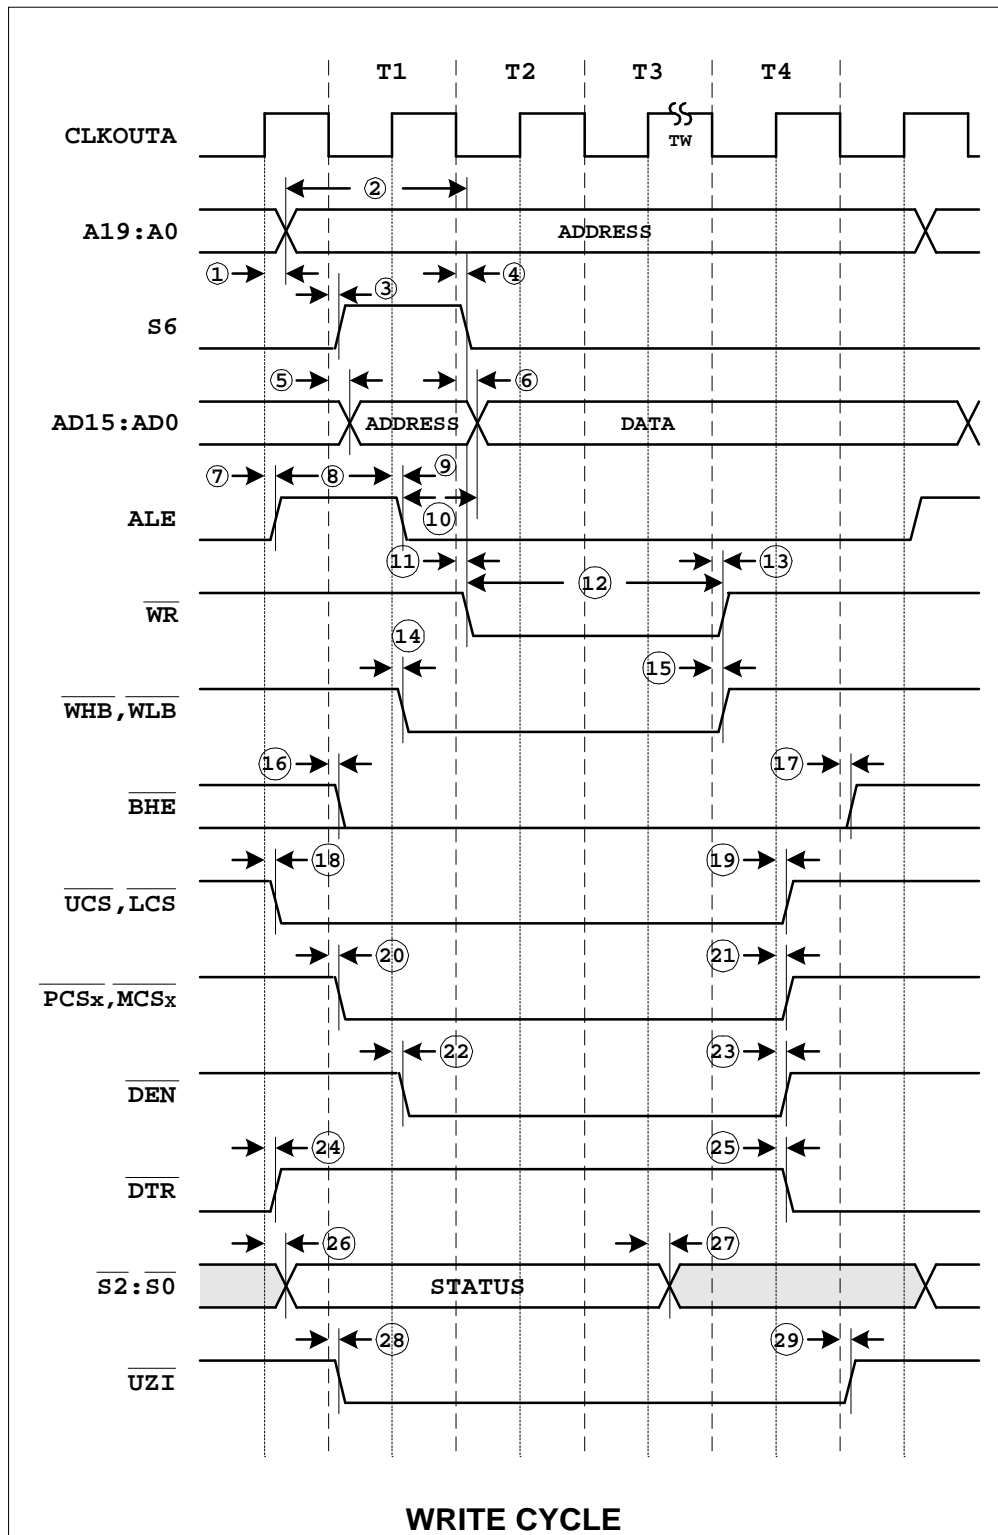 T1 T2 T3 T4
CLKOUTA TW
②
A19:A0 ADDRESS
① ③ ④
S6
⑤ ⑥
AD15:AD0 ADDRESS DATA
⑦ ⑧ ⑨
ALE ⑩
⑪ ⑫ ⑬
WR
⑭ ⑮
WHB,WLB
⑯ ⑰
BHE
⑱ ⑲
UCS,LCS
⑳ 21
PCSx,MCSx
22 23
DEN
24 25
DTR
26 27
S2:S0 STATUS
28 29
UZI
WRITE CYCLE